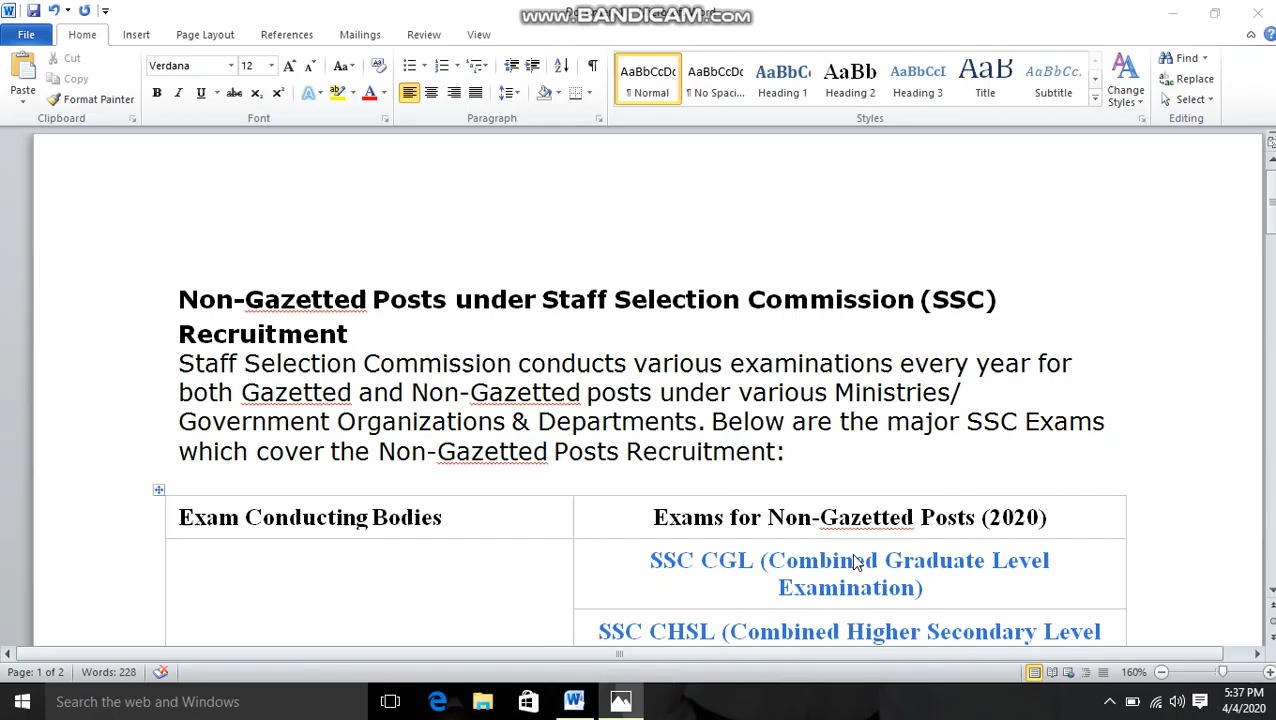 www.BANDICAM.com
File Home Insert Page Layout References Mailings Review View
Cut
Copy
Format Painter
Paste
Verdana 12
AaBbCcDc AaBbCcDc AaBbC AaBb AaBbCcI AaB AaBbCc.
¶ Normal ¶ No Spaci... Heading 1 Heading 2 Heading 3 Title Subtitle
Change Styles
Find
Replace
Select
Clipboard Font Paragraph Styles Editing
Non-Gazetted Posts under Staff Selection Commission (SSC)
Recruitment
Staff Selection Commission conducts various examinations every year for
both Gazetted and Non-Gazetted posts under various Ministries/
Government Organizations & Departments. Below are the major SSC Exams
which cover the Non-Gazetted Posts Recruitment:
Exam Conducting Bodies Exams for Non-Gazetted Posts (2020)
SSC CGL (Combined Graduate Level
Examination)
SSC CHSL (Combined Higher Secondary Level
Page: 1 of 2 Words: 228 160%
Search the web and Windows
5:37 PM
4/4/2020